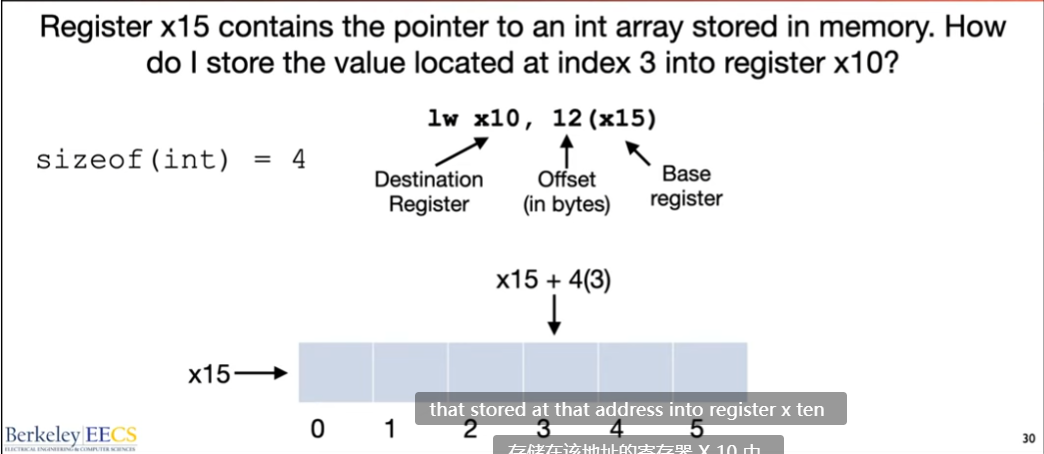 Register x15 contains the pointer to an int array stored in memory. How
do I store the value located at index 3 into register x10?
lw x10, 12(x15)
sizeof(int) = 4
Destination
Register
Offset
(in bytes)
Base
register
x15 + 4(3)
x15
that stored at that address into register x ten
0 1 2 3 4 5
存储在该地址的寄存器 X 10 中
Berkeley EECS
ELECTRICAL ENGINEERING & COMPUTER SCIENCES
30